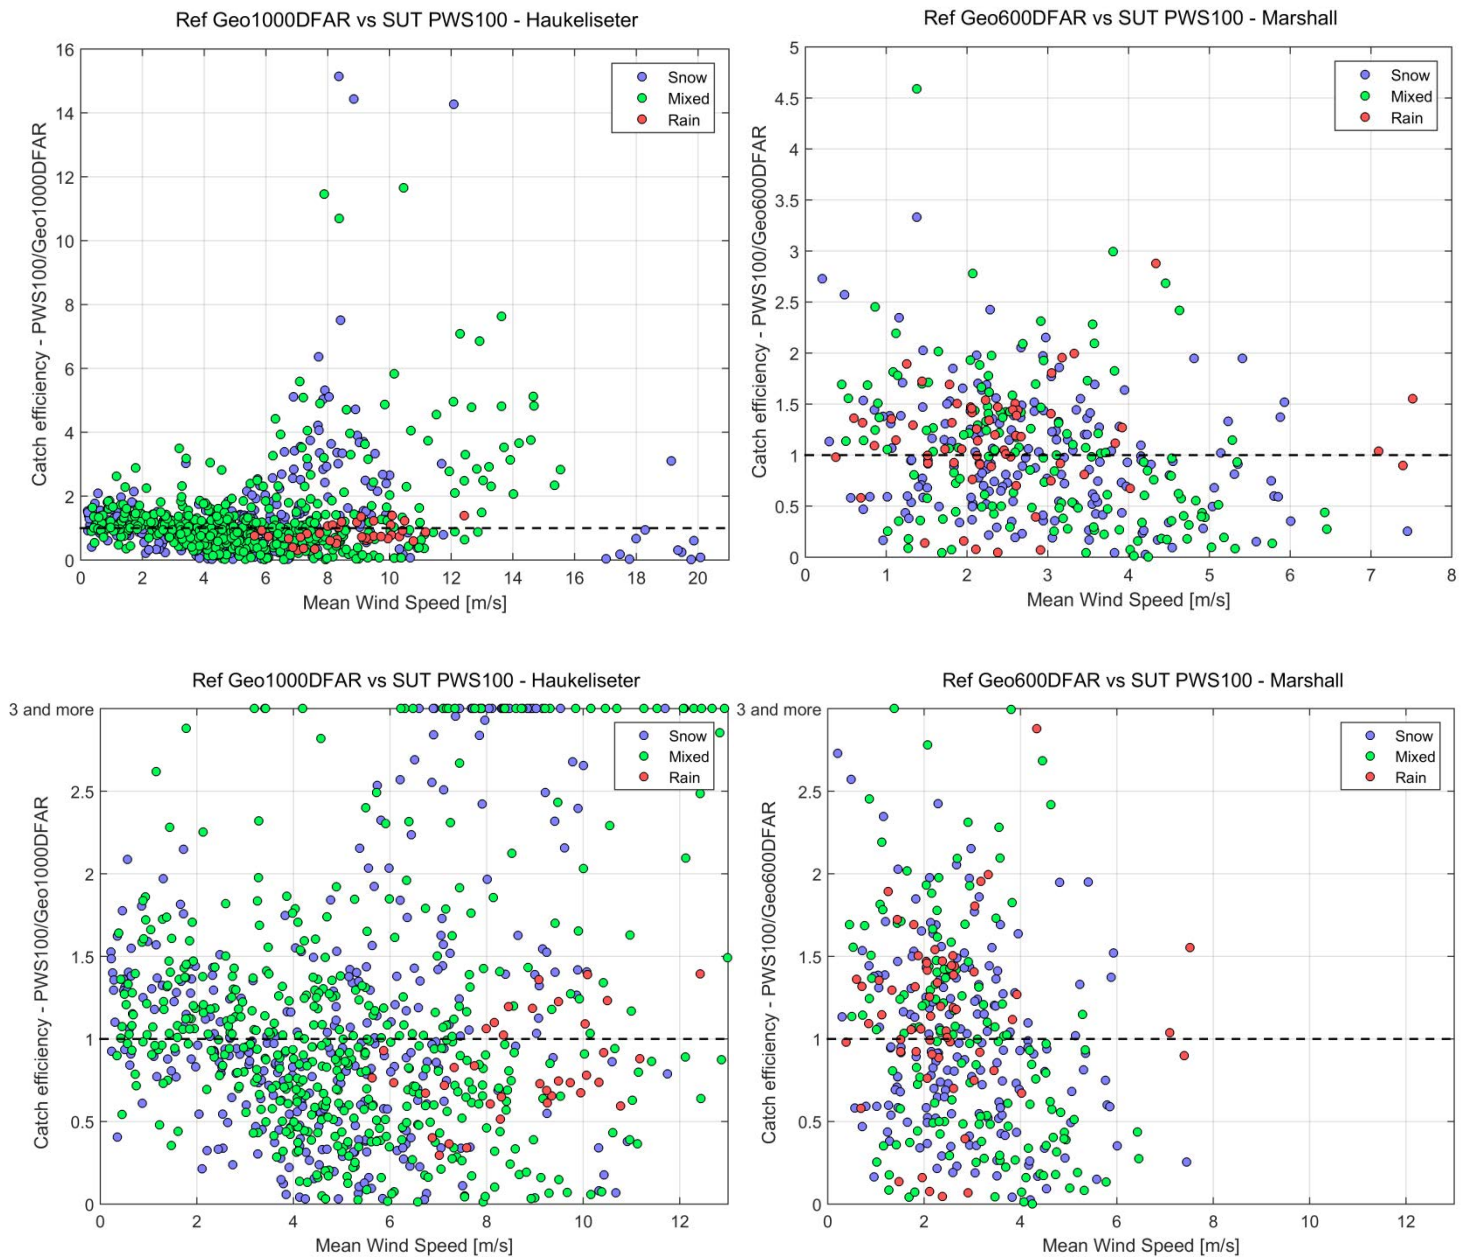 Ref Geo1000DFAR vs SUT PWS100 - Haukeliseter
Catch efficiency - PWS100/Geo1000DFAR
16
14
12
10
8
6
4
2
0
Snow
Mixed
Rain
0 2 4 6 8 10 12 14 16 18 20
Mean Wind Speed [m/s]
Ref Geo600DFAR vs SUT PWS100 - Marshall
Catch efficiency - PWS100/Geo600DFAR
5
4.5
4
3.5
3
2.5
2
1.5
1
0.5
0
Snow
Mixed
Rain
0 1 2 3 4 5 6 7 8
Mean Wind Speed [m/s]
Ref Geo1000DFAR vs SUT PWS100 - Haukeliseter
Catch efficiency - PWS100/Geo1000DFAR
3 and more
2.5
2
1.5
1
0.5
0
Snow
Mixed
Rain
0 2 4 6 8 10 12
Mean Wind Speed [m/s]
Ref Geo600DFAR vs SUT PWS100 - Marshall
Catch efficiency - PWS100/Geo600DFAR
3 and more
2.5
2
1.5
1
0.5
0
Snow
Mixed
Rain
0 2 4 6 8 10 12
Mean Wind Speed [m/s]